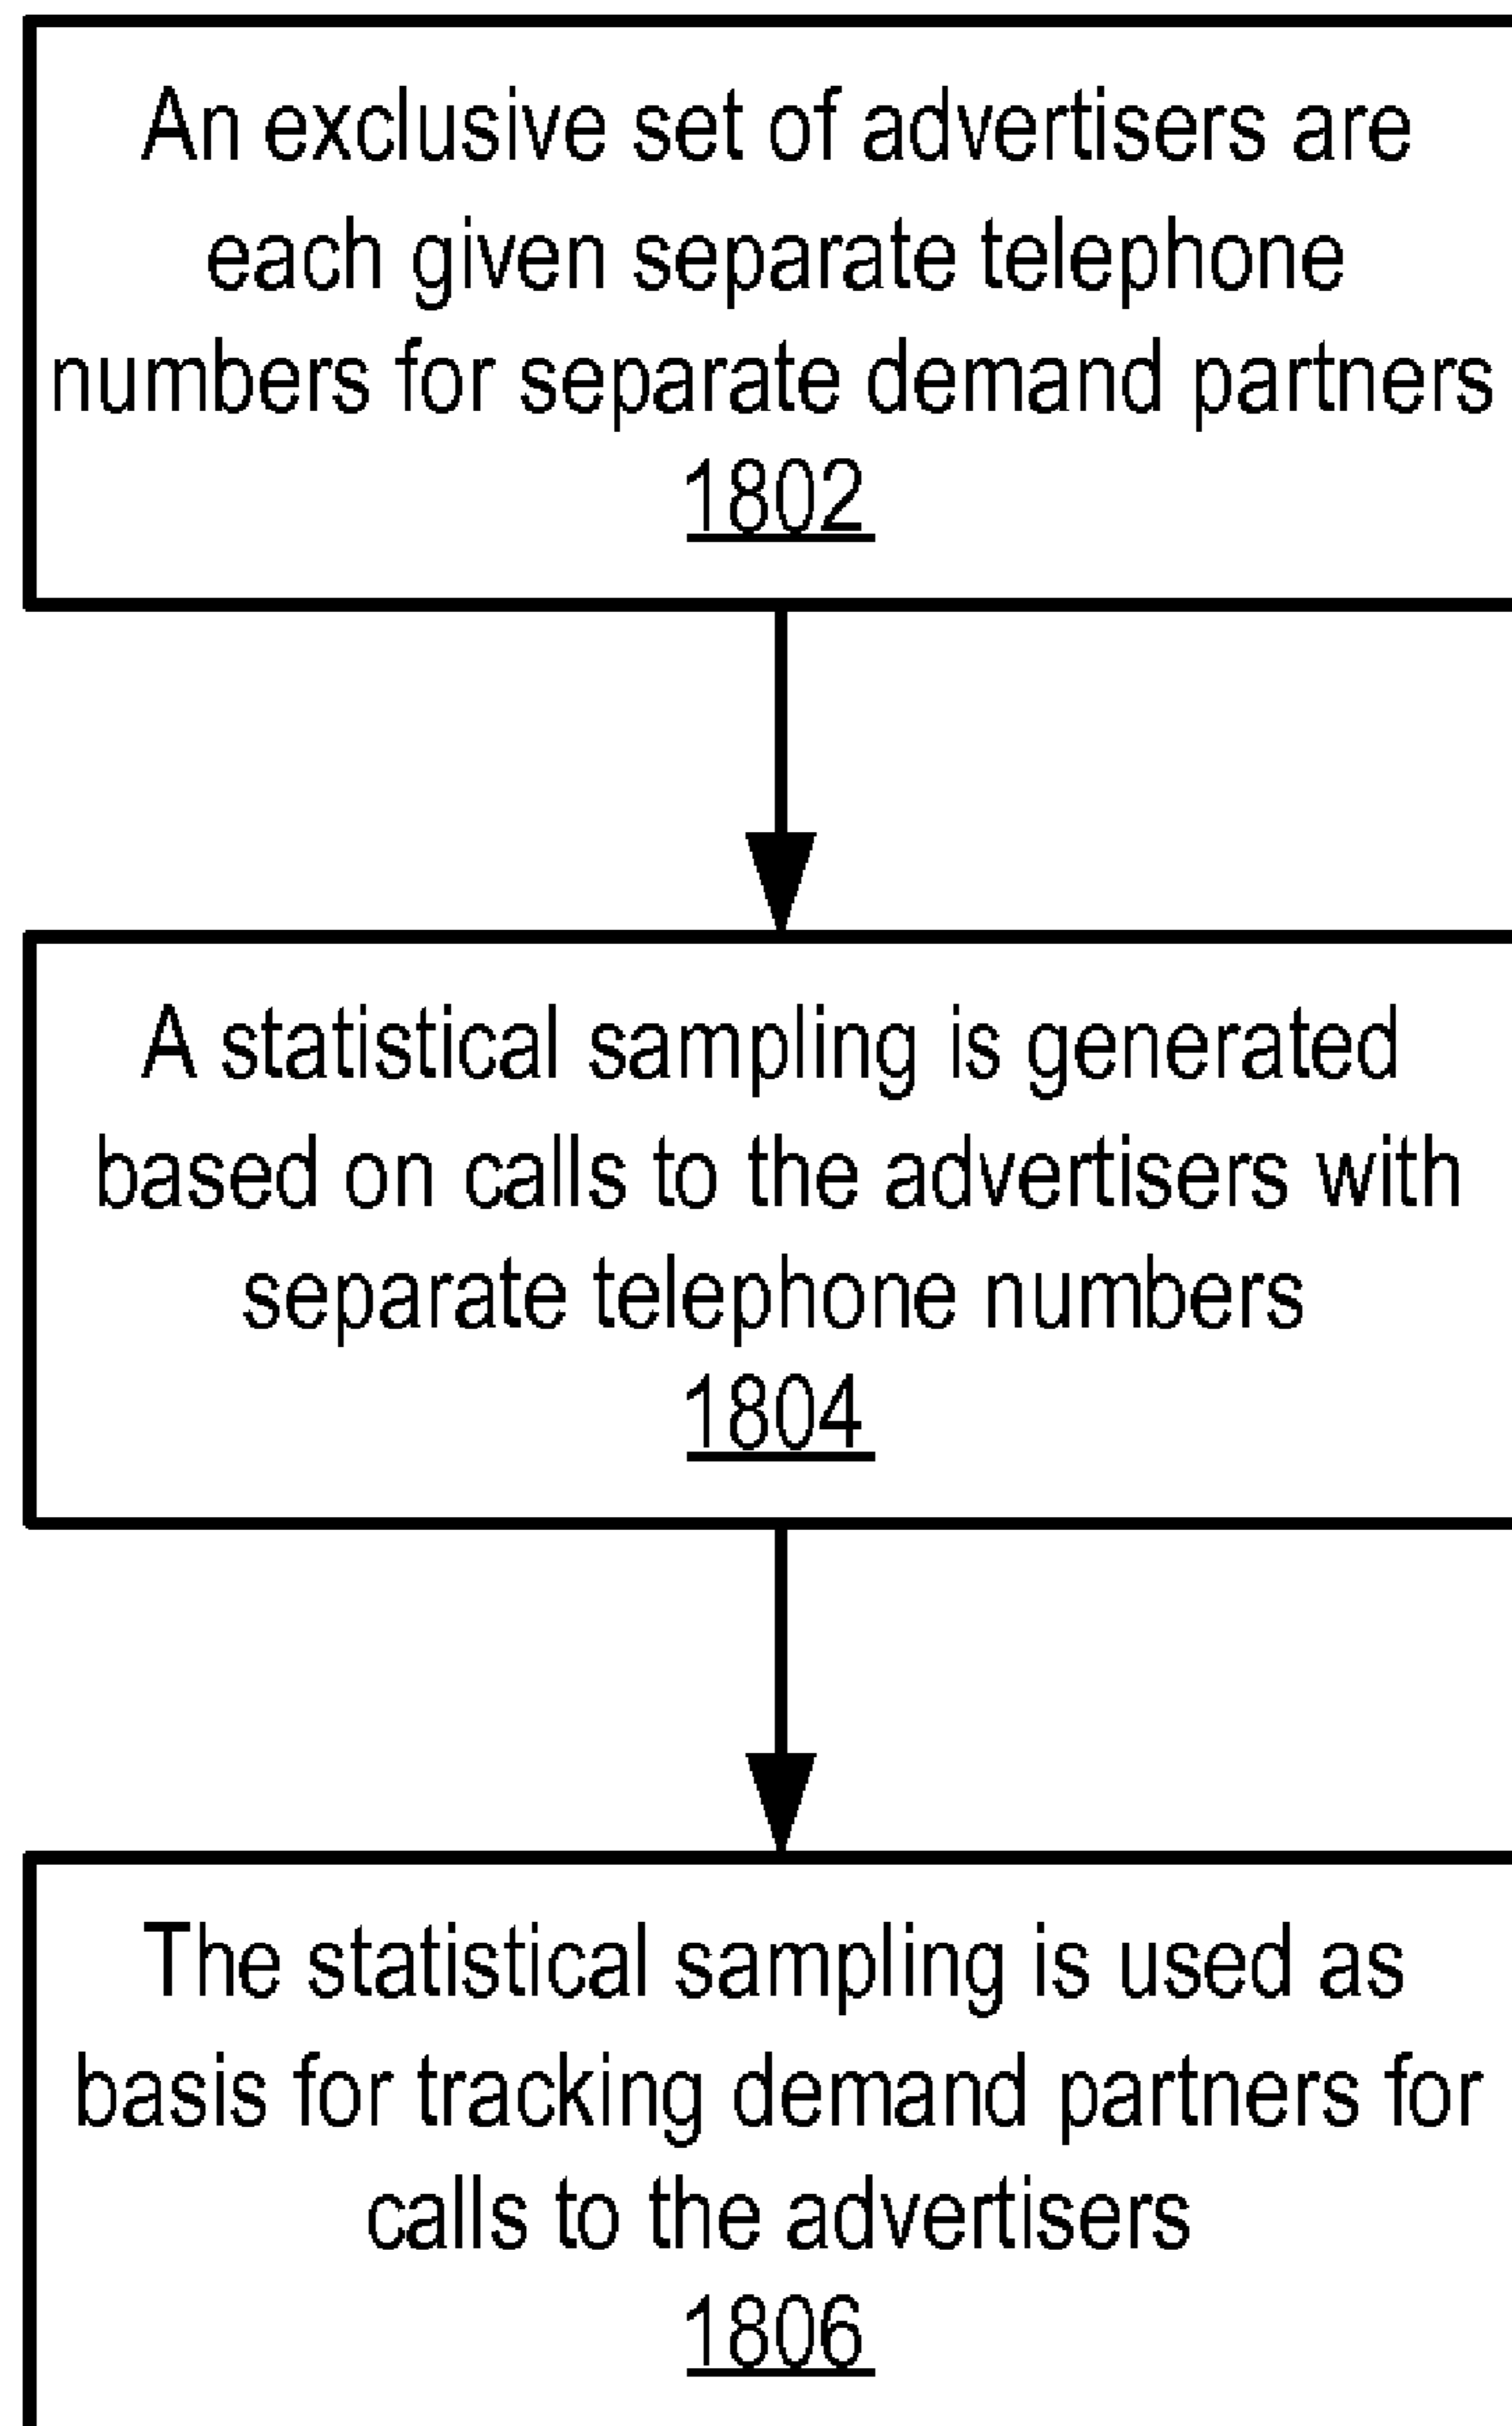 An exclusive set of advertisers are
each given separate telephone
numbers for separate demand partners
1802
A statistical sampling is generated
based on calls to the advertisers with
separate telephone numbers
1804
The statistical sampling is used as
basis for tracking demand partners for
calls to the advertisers
1806